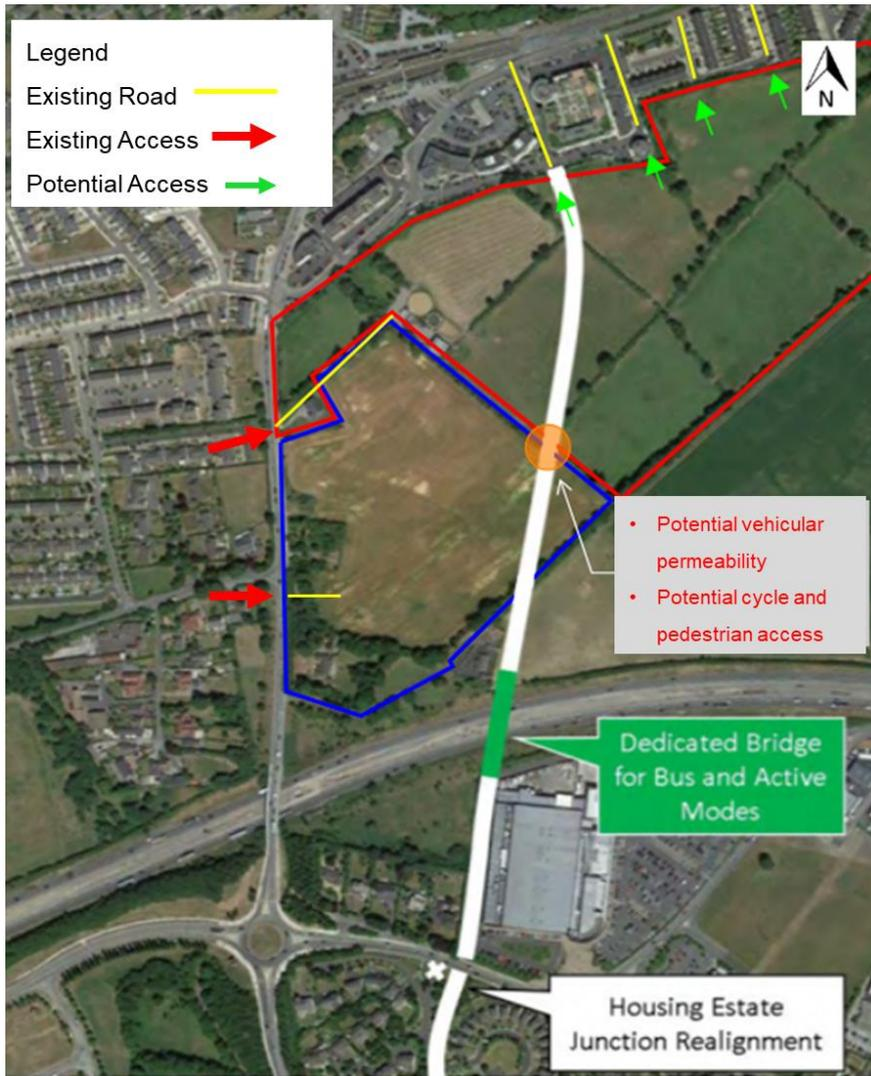 Legend
Existing Road
Existing Access
Potential Access
N
• Potential vehicular
permeability
• Potential cycle and
pedestrian access
Dedicated Bridge
for Bus and Active
Modes
Housing Estate
Junction Realignment